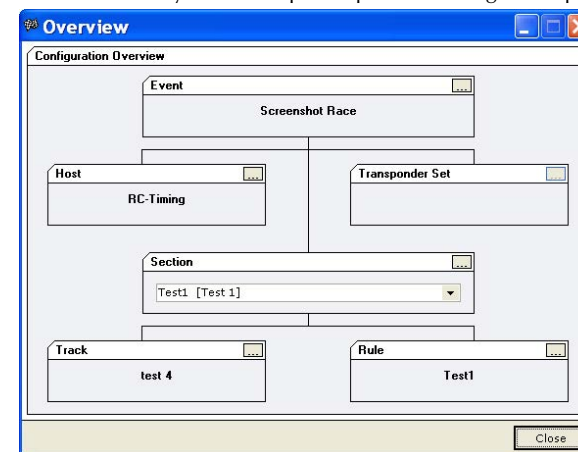 Overview
Configuration Overview
Event ...
Screenshot Race
Host ...
RC-Timing
Transponder Set ...
Section ...
Test1 [Test 1]
Track ...
test 4
Rule ...
Test1
Close